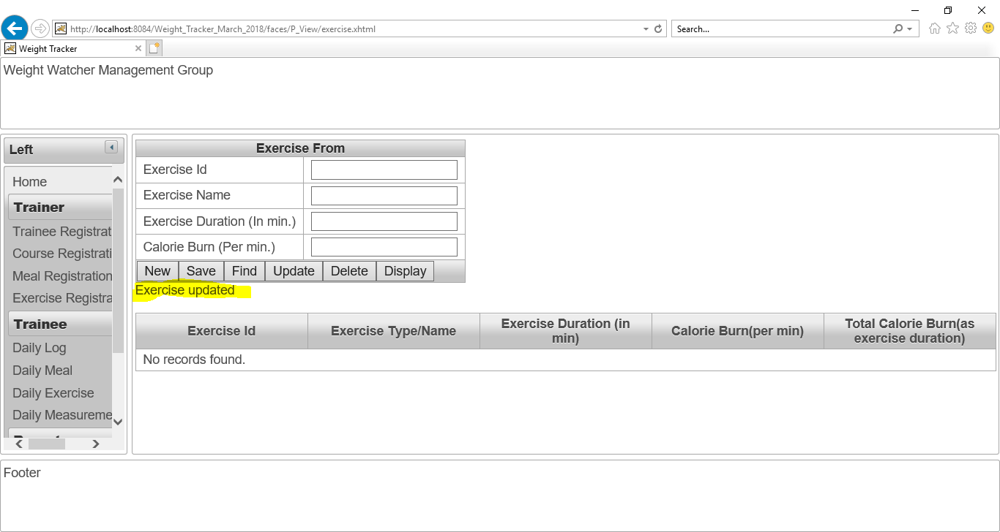 http://localhost:8084/Weight_Tracker_March_2018/faces/P_View/exercise.xhtml
Search...
Weight Tracker
Weight Watcher Management Group
Left
Home
Trainer
Trainee Registrat
Course Registrati
Meal Registration
Exercise Registra
Trainee
Daily Log
Daily Meal
Daily Exercise
Daily Measureme
Exercise From
Exercise Id
Exercise Name
Exercise Duration (In min.)
Calorie Burn (Per min.)
New Save Find Update Delete Display
Exercise updated
Exercise Id Exercise Type/Name Exercise Duration (in min) Calorie Burn(per min) Total Calorie Burn(as exercise duration)
No records found.
Footer